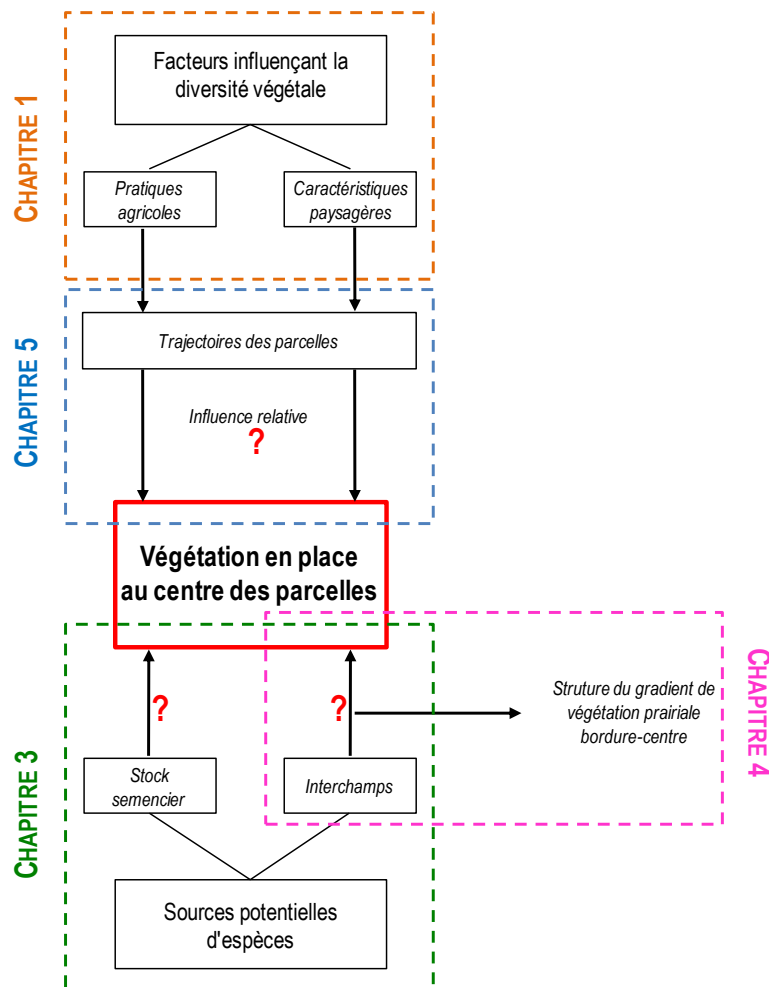 CHAPITRE 1
Facteurs influençant la
diversité végétale
Pratiques
agricoles
Caractéristiques
paysagères
CHAPITRE 5
Trajectoires des parcelles
Influence relative
?
Végétation en place
au centre des parcelles
CHAPITRE 3
?
?
Stock
semencier
Interchamps
Sources potentielles
d'espèces
CHAPITRE 4
Struture du gradient de
végétation prairiale
bordure-centre